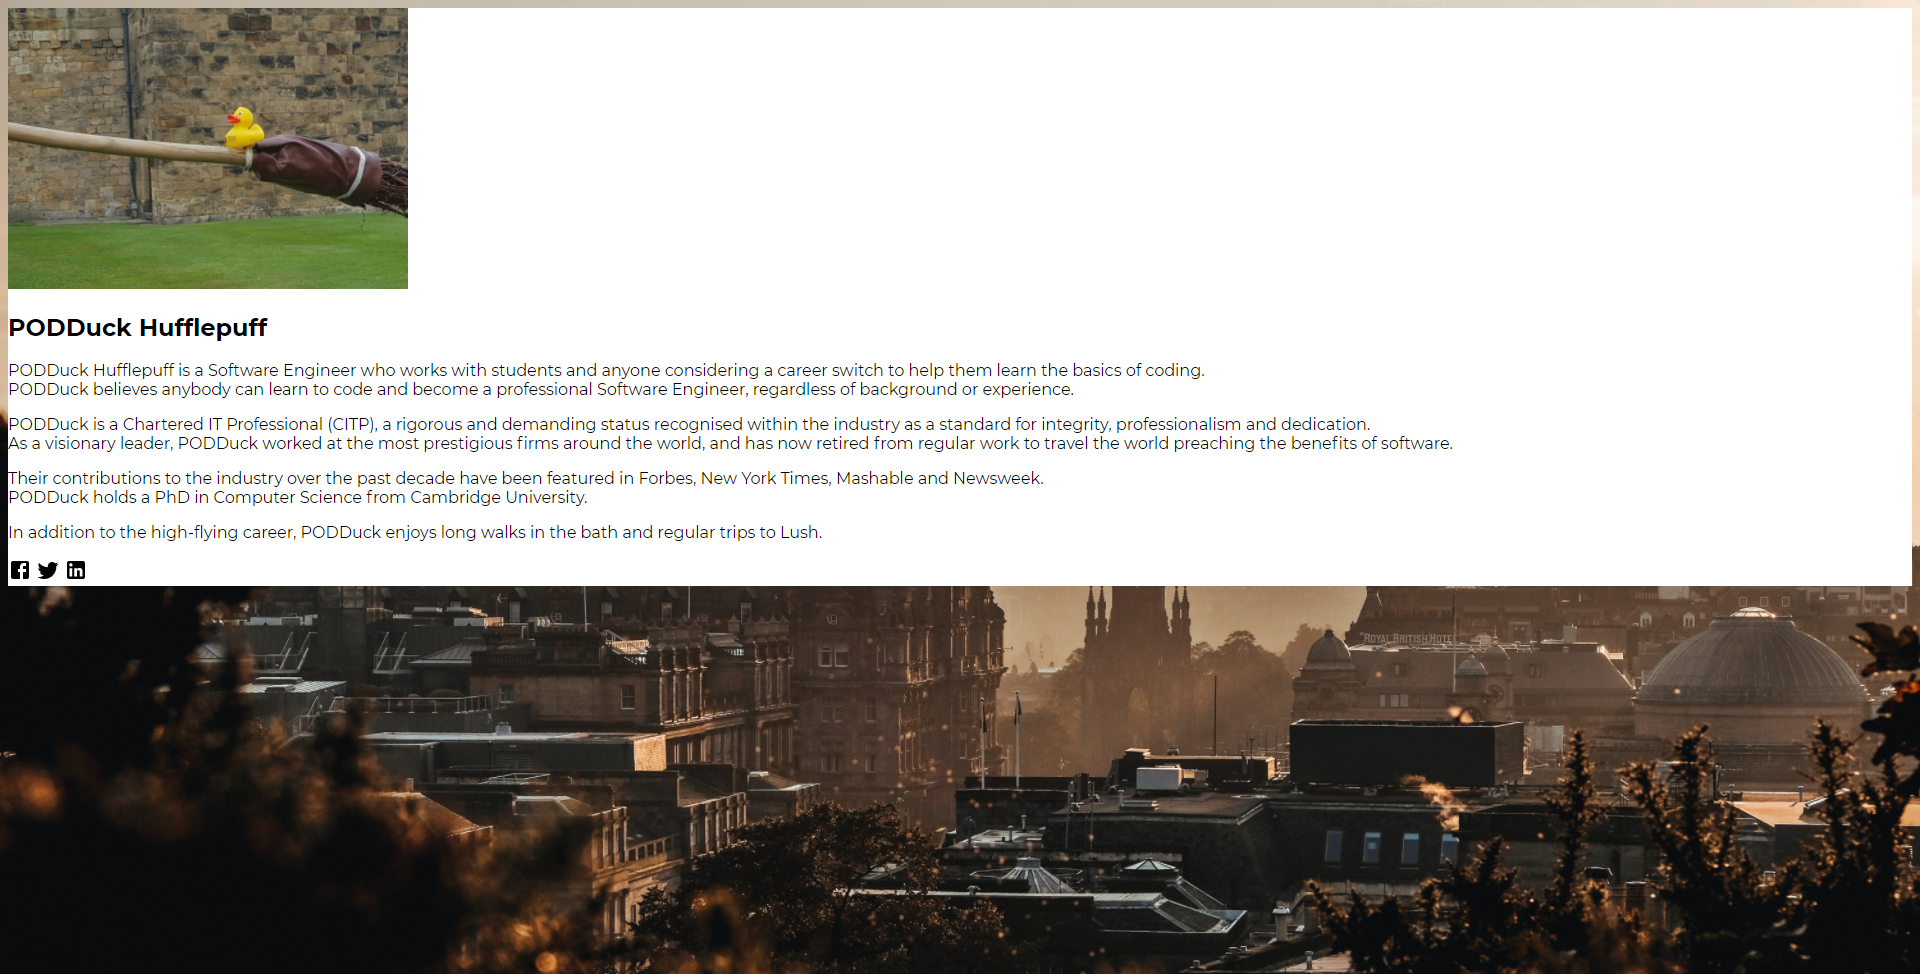 PODDuck Hufflepuff
PODDuck Hufflepuff is a Software Engineer who works with students and anyone considering a career switch to help them learn the basics of coding.
PODDuck believes anybody can learn to code and become a professional Software Engineer, regardless of background or experience.
PODDuck is a Chartered IT Professional (CITP), a rigorous and demanding status recognised within the industry as a standard for integrity, professionalism and dedication.
As a visionary leader, PODDuck worked at the most prestigious firms around the world, and has now retired from regular work to travel the world preaching the benefits of software.
Their contributions to the industry over the past decade have been featured in Forbes, New York Times, Mashable and Newsweek.
PODDuck holds a PhD in Computer Science from Cambridge University.
In addition to the high-flying career, PODDuck enjoys long walks in the bath and regular trips to Lush.
ROYAL BRITISH HOTEL